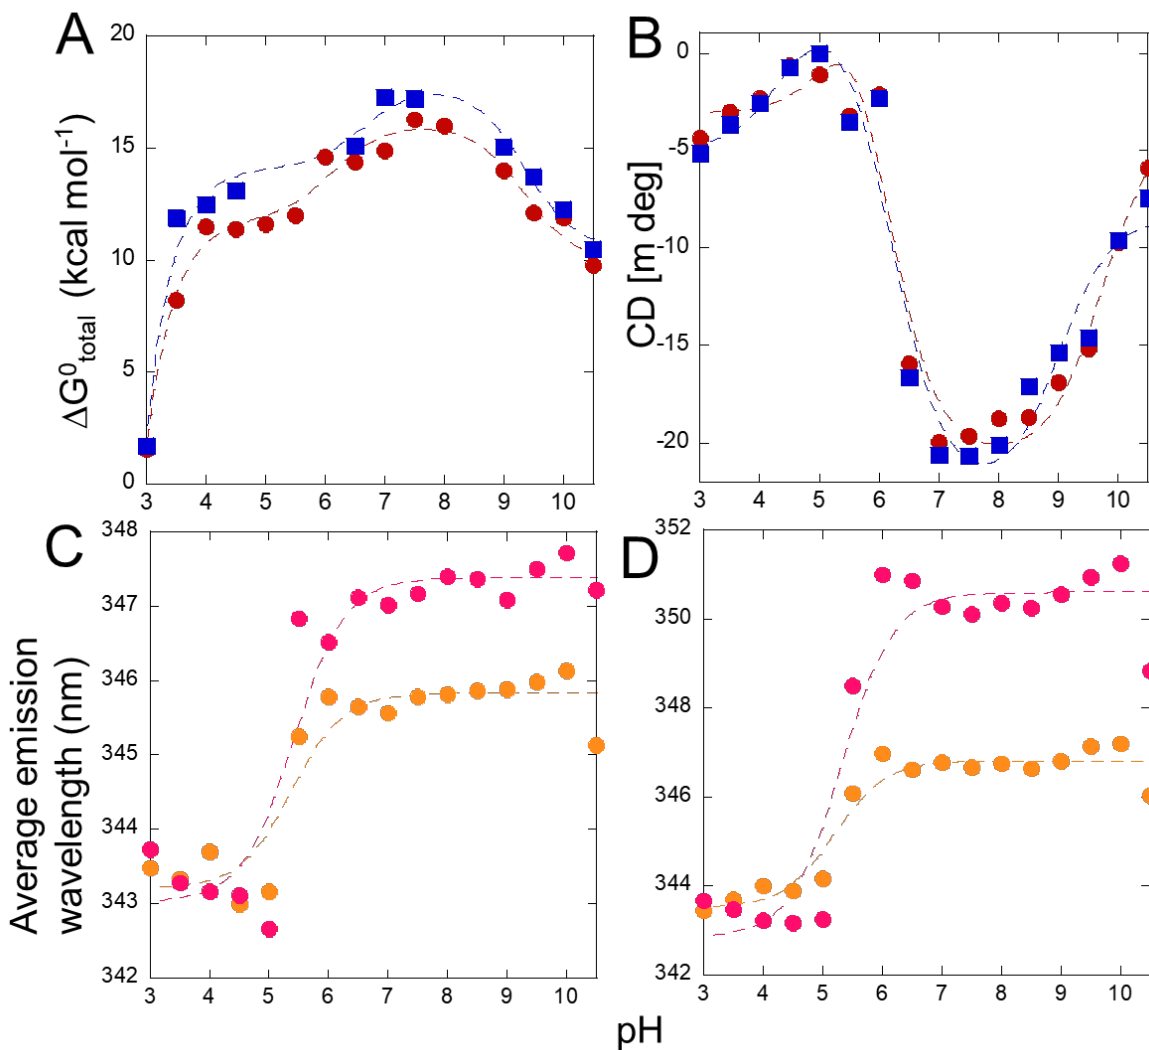 A
20
15
10
5
0
ΔG⁰total (kcal mol⁻¹)
3 4 5 6 7 8 9 10
B
0
-5
-10
-15
-20
CD [m deg]
3 4 5 6 7 8 9 10
C
348
347
346
345
344
343
342
Average emission
wavelength (nm)
3 4 5 6 7 8 9 10
D
352
350
348
346
344
342
3 4 5 6 7 8 9 10
pH